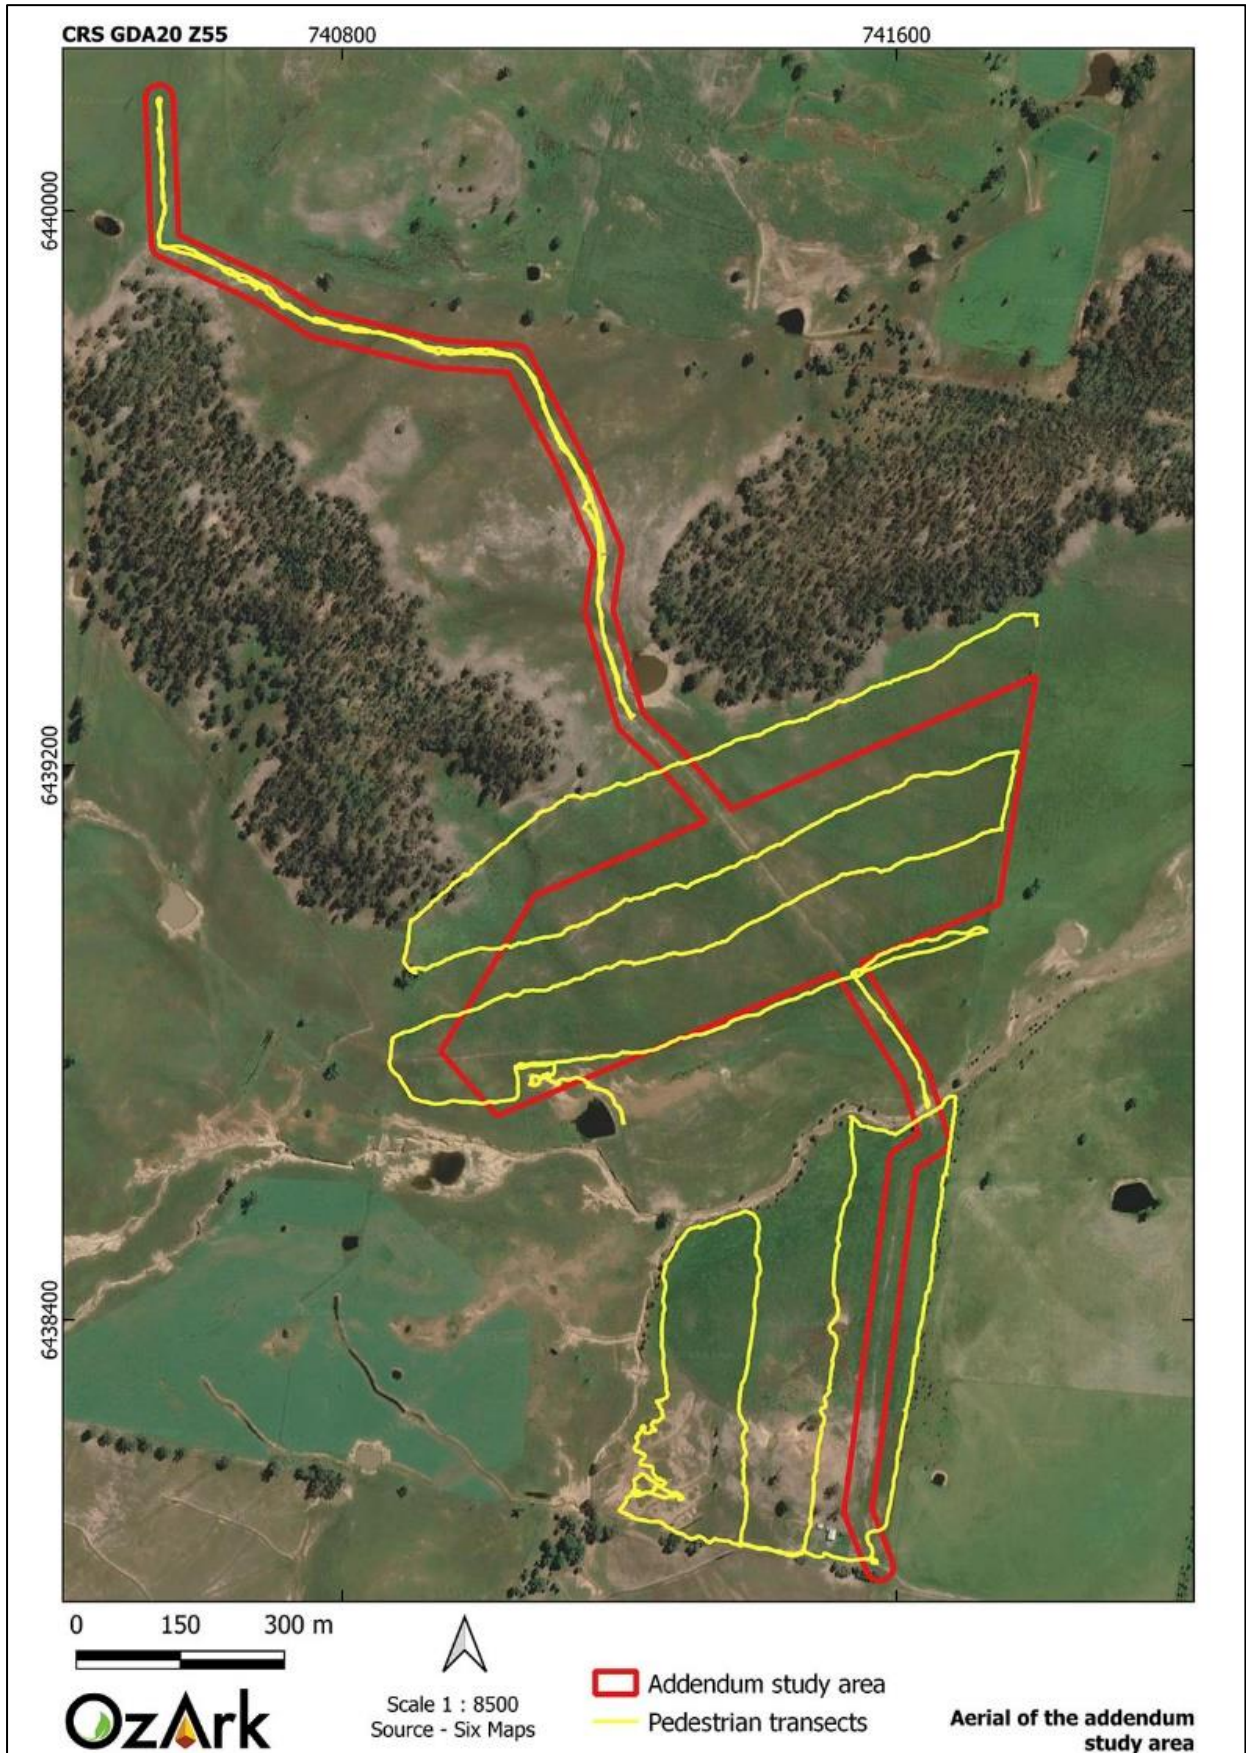 CRS GDA20 Z55
740800
741600
6440000
6439200
6438400
0 150 300 m
OzArk
Scale 1 : 8500
Source - Six Maps
Addendum study area
Pedestrian transects
Aerial of the addendum
study area